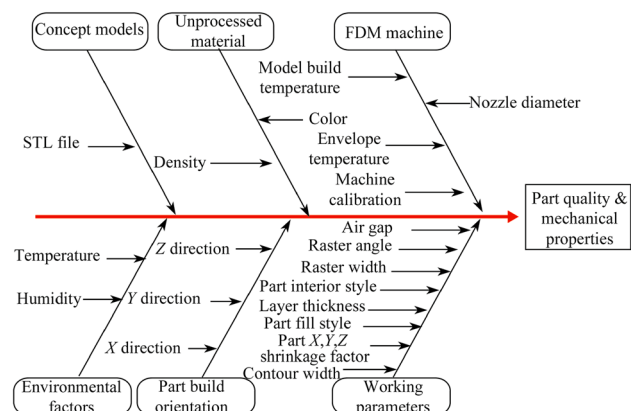 Concept models
Unprocessed
material
FDM machine
Model build
temperature
Nozzle diameter
Color
STL file
Envelope
temperature
Density
Machine
calibration
Part quality &
mechanical
properties
Air gap
Z direction
Raster angle
Temperature
Raster width
Part interior style
Humidity
Y direction
Layer thickness
Part fill style
X direction
Part X,Y,Z
shrinkage factor
Contour width
Environmental
factors
Part build
orientation
Working
parameters